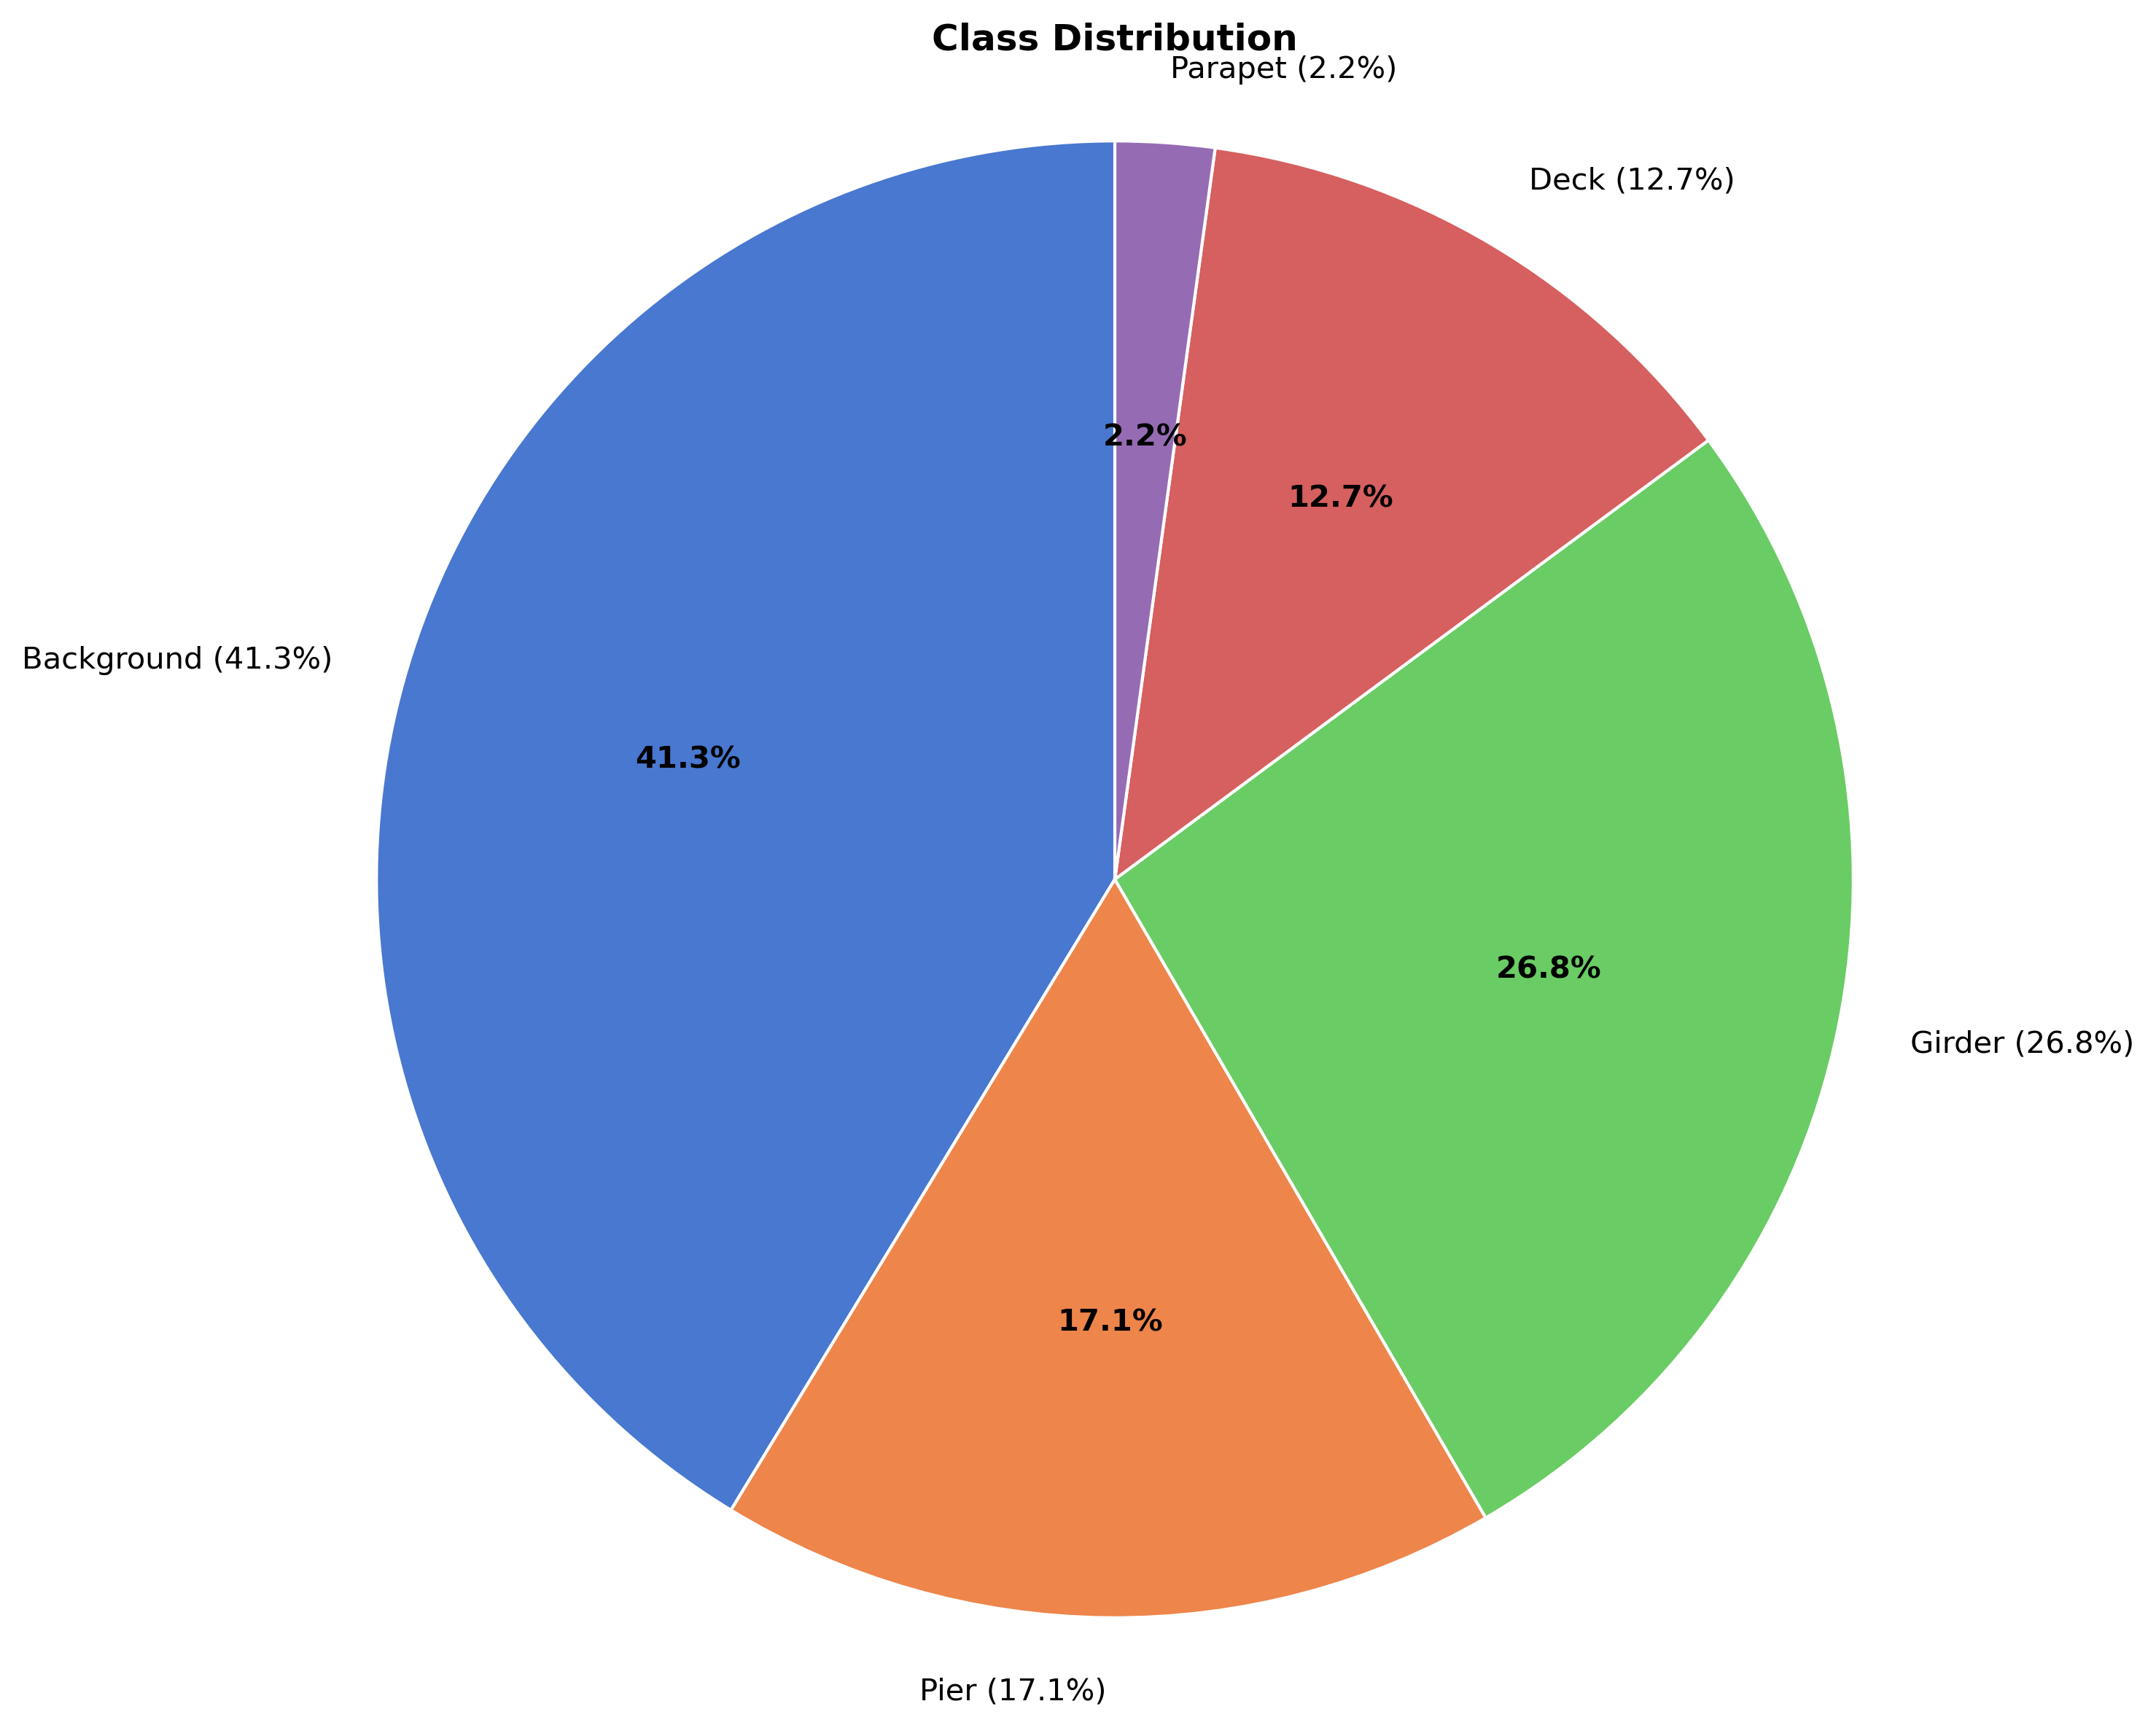 Class Distribution
Parapet (2.2%)
Deck (12.7%)
2.2%
12.7%
Background (41.3%)
41.3%
26.8%
Girder (26.8%)
17.1%
Pier (17.1%)